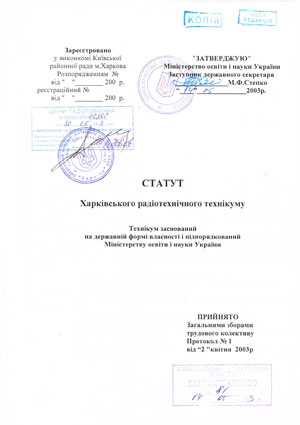 КОПІЯ
Зареєстровано
у виконкомі Київської
районної ради м.Харкова
Розпорядженням №
від " " 200 р.
реєстраційний №
від " " 200 р.
"ЗАТВЕРДЖУЮ"
Міністерство освіти і науки України
Заступник державного секретаря
М.Ф.Степко
05 2003р.
СТАТУТ
Харківського радіотехнічного технікуму
Технікум заснований
на державній формі власності і підпорядкований
Міністерству освіти і науки України
ПРИЙНЯТО
Загальними зборами
трудового колективу
Протокол № 1
від "2 "квітня 2003р